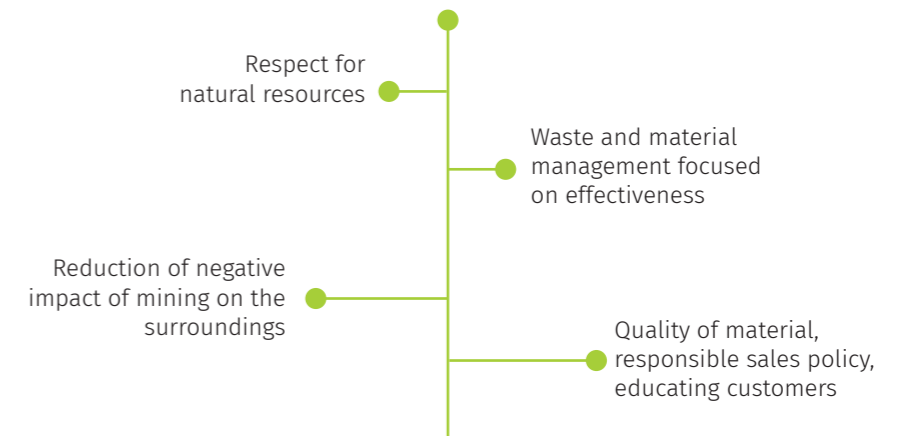 Respect for
natural resources
Waste and material
management focused
on effectiveness
Reduction of negative
impact of mining on the
surroundings
Quality of material,
responsible sales policy,
educating customers